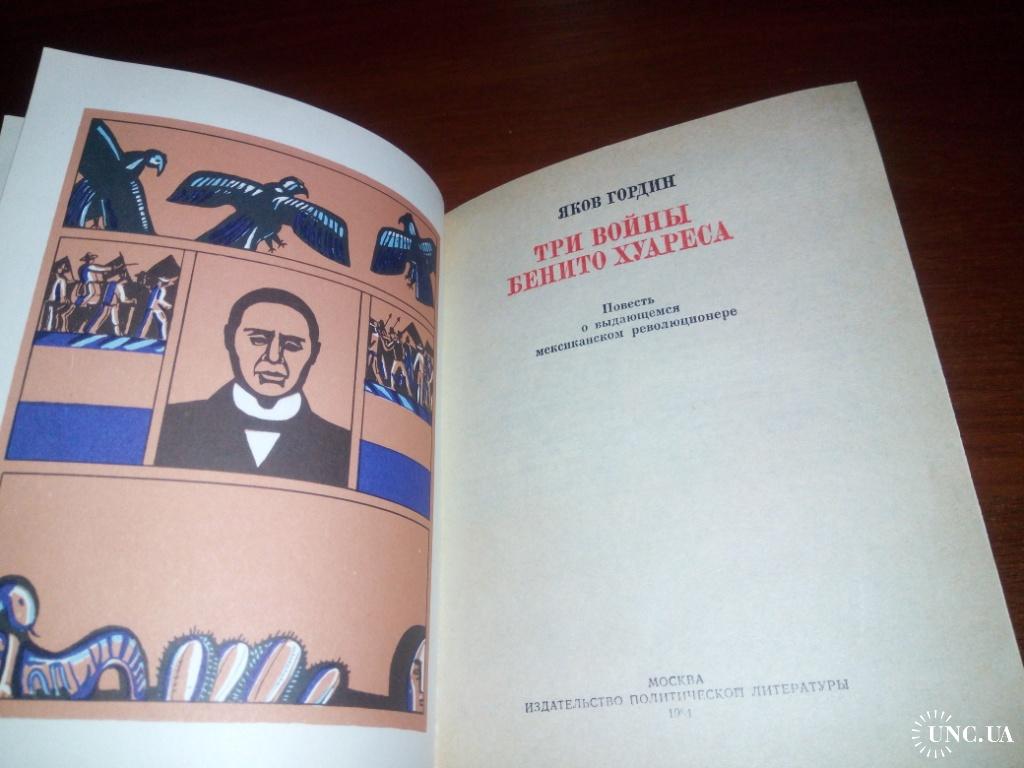 ЯКОВ ГОРДИН
ТРИ ВОЙНЫ
БЕНИТО ХУАРЕСА
Повесть
о выдающемся
мексиканском революционере
МОСКВА
ИЗДАТЕЛЬСТВО ПОЛИТИЧЕСКОЙ ЛИТЕРАТУРЫ
UNC.UA